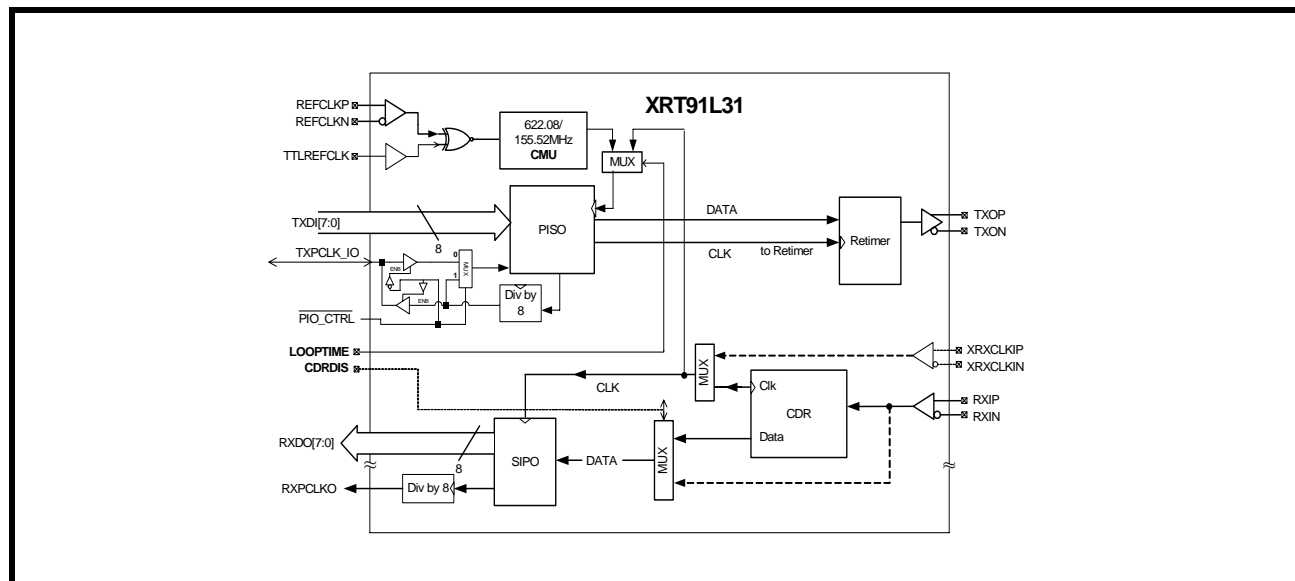 XRT91L31
REFCLKP
REFCLKN
TTLREFCLK
622.08/
155.52MHz
CMU
MUX
TXDI[7:0]
8
PISO
DATA
CLK
to Retimer
Retimer
TXOP
TXON
TXPCLK_IO
ENB
ENB
0
1
MUX
Div by
8
PIO_CTRL
LOOPTIME
CDRDIS
XRXCLKIP
XRXCLKIN
MUX
CLK
Clk
CDR
Data
RXIP
RXIN
RXDO[7:0]
8
SIPO
DATA
MUX
RXPCLKO
Div by 8